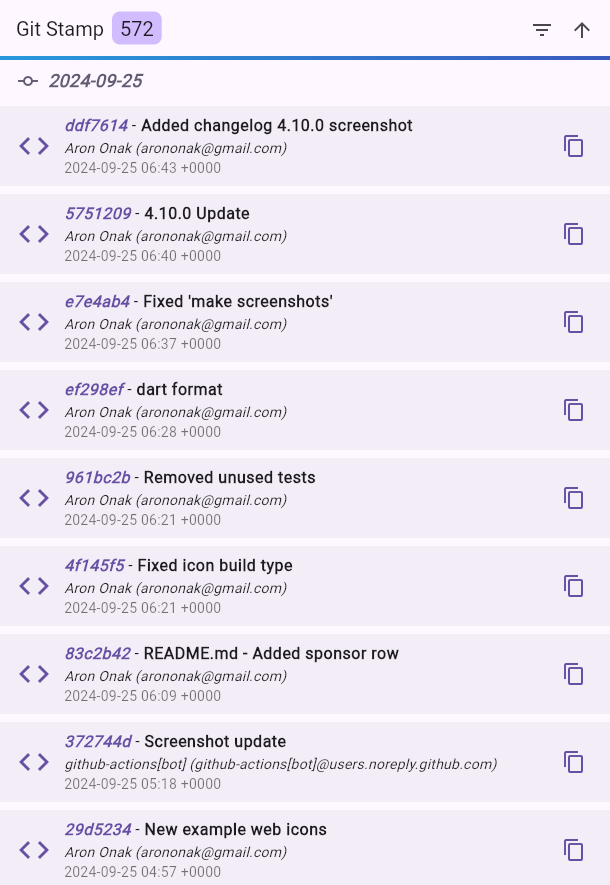 Git Stamp 572
2024-09-25
ddf7614 - Added changelog 4.10.0 screenshot
Aron Onak (arononak@gmail.com)
2024-09-25 06:43 +0000
5751209 - 4.10.0 Update
Aron Onak (arononak@gmail.com)
2024-09-25 06:40 +0000
e7e4ab4 - Fixed 'make screenshots'
Aron Onak (arononak@gmail.com)
2024-09-25 06:37 +0000
ef298ef - dart format
Aron Onak (arononak@gmail.com)
2024-09-25 06:28 +0000
961bc2b - Removed unused tests
Aron Onak (arononak@gmail.com)
2024-09-25 06:21 +0000
4f145f5 - Fixed icon build type
Aron Onak (arononak@gmail.com)
2024-09-25 06:21 +0000
83c2b42 - README.md - Added sponsor row
Aron Onak (arononak@gmail.com)
2024-09-25 06:09 +0000
372744d - Screenshot update
github-actions[bot] (github-actions[bot]@users.noreply.github.com)
2024-09-25 05:18 +0000
29d5234 - New example web icons
Aron Onak (arononak@gmail.com)
2024-09-25 04:57 +0000